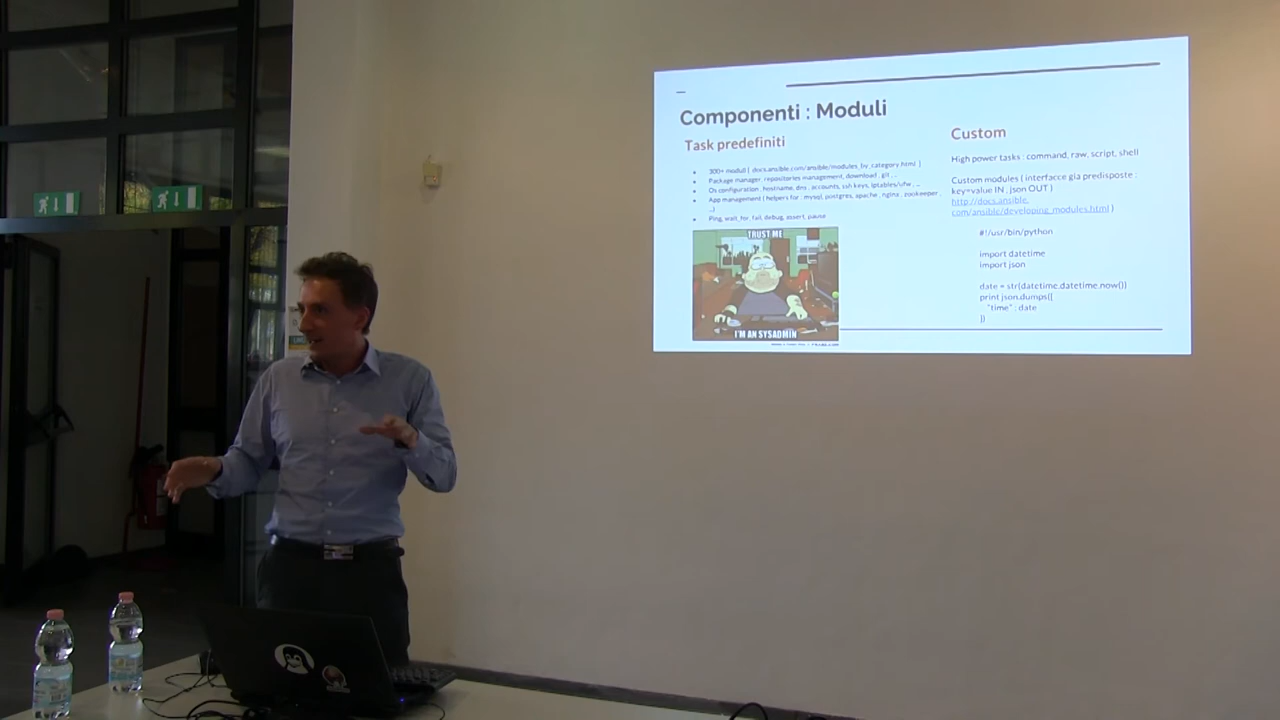 Componenti : Moduli
Task predefiniti
300+ moduli ( docs.ansible.com/ansible/modules_by_category.html )
Package manager, repositories management, download , git , ...
Os configuration , hostname, dns , accounts, ssh keys, iptables/ufw , ...
App management ( helpers for : mysql, postgres, apache , nginx , zookeeper ,
...)
Ping, wait_for, fail, debug, assert, pause
TRUST ME
I'M AN SYSADMIN
Custom
High power tasks : command, raw, script, shell
Custom modules ( interfacce gia predisposte :
key=value IN , json OUT )
http://docs.ansible.
com/ansible/developing_modules.html )
#!/usr/bin/python
import datetime
import json
date = str(datetime.datetime.now())
print json.dumps({
"time" : date
})